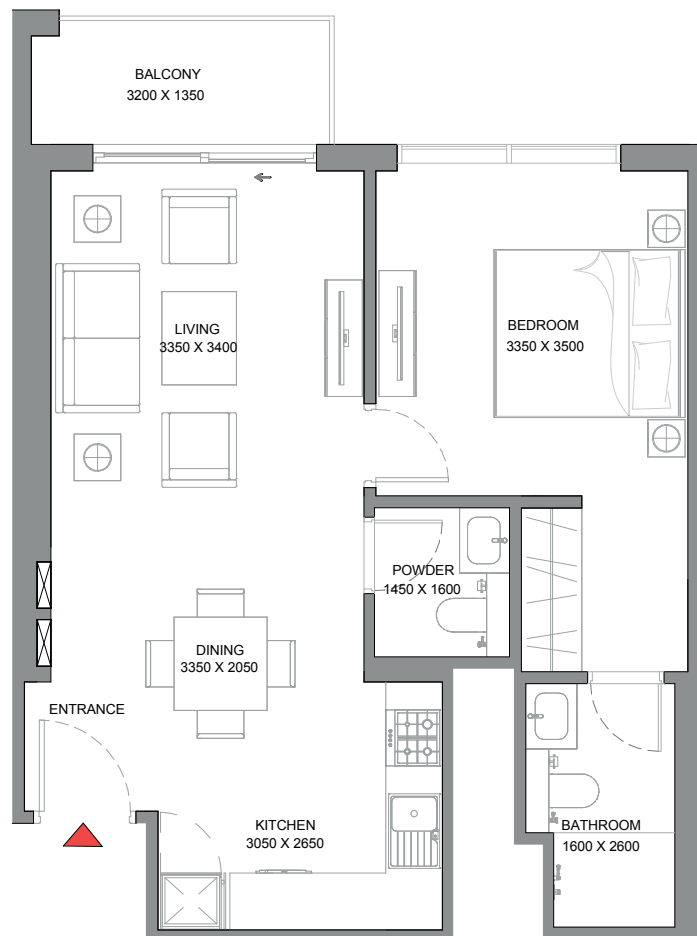 BALCONY
3200 X 1350
LIVING
3350 X 3400
BEDROOM
3350 X 3500
POWDER
1450 X 1600
DINING
3350 X 2050
ENTRANCE
KITCHEN
3050 X 2650
BATHROOM
1600 X 2600